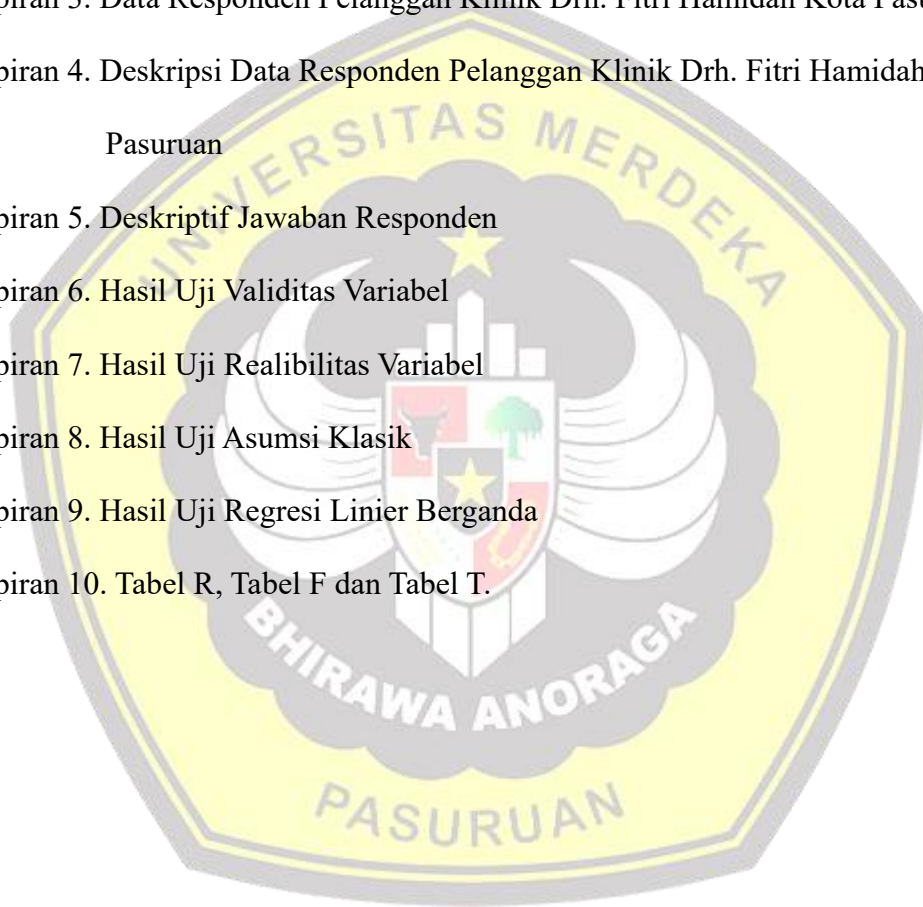 piran 3. Data Responden Pelanggan Klinik Drh. Fitri Hamidah Kota Pasu
piran 4. Deskripsi Data Responden Pelanggan Klinik Drh. Fitri Hamidah
Pasuruan
piran 5. Deskriptif Jawaban Responden
piran 6. Hasil Uji Validitas Variabel
piran 7. Hasil Uji Realibilitas Variabel
piran 8. Hasil Uji Asumsi Klasik
piran 9. Hasil Uji Regresi Linier Berganda
piran 10. Tabel R, Tabel F dan Tabel T.
UNIVERSITAS MERDEKA
BHIRAWA ANORAGA
PASURUAN